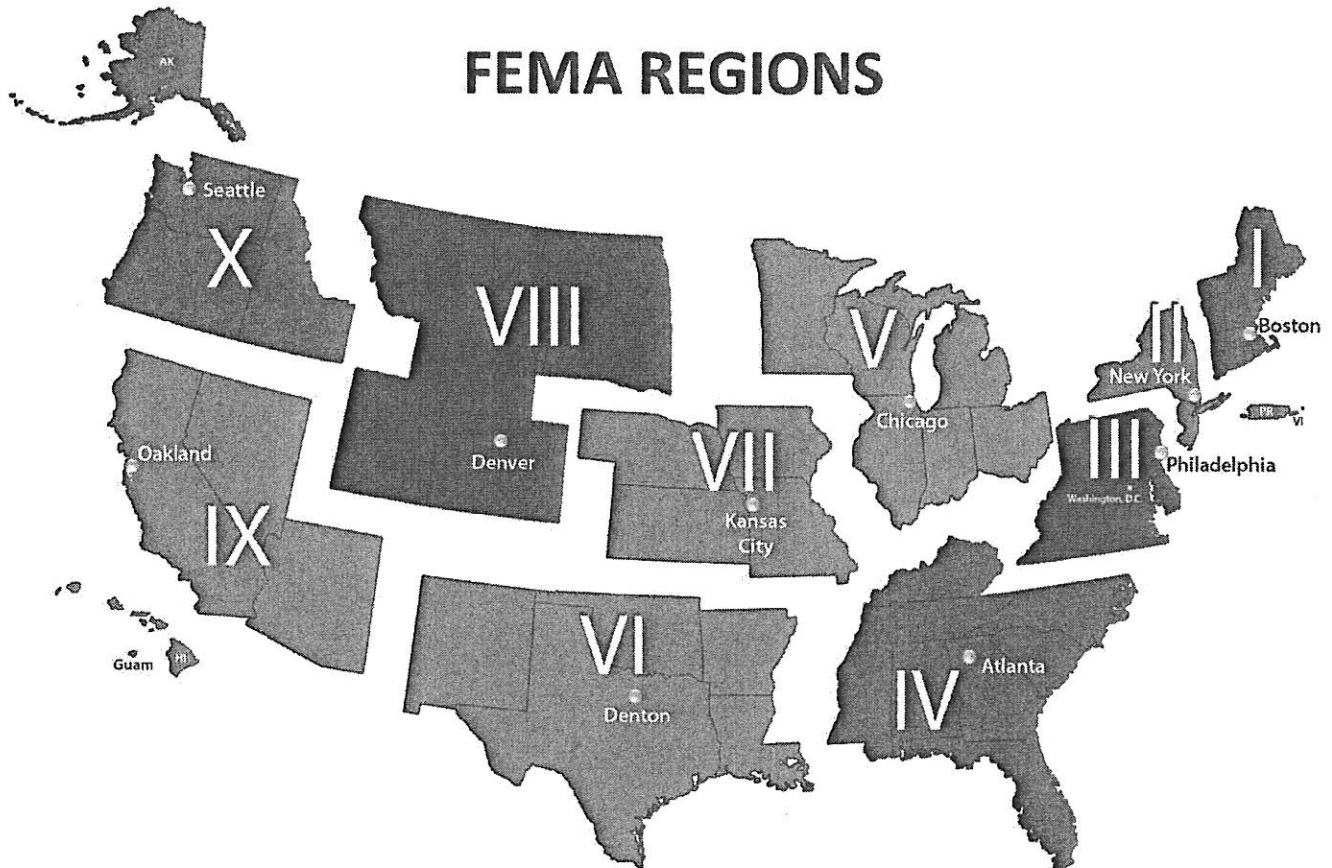 FEMA REGIONS
AK
Seattle
X
VIII
I
V
II
Boston
New York
Chicago
PR
VI
Oakland
Denver
VII
III
Philadelphia
Washington, D.C.
Kansas
City
IX
VI
Guam
HI
Denton
IV
Atlanta